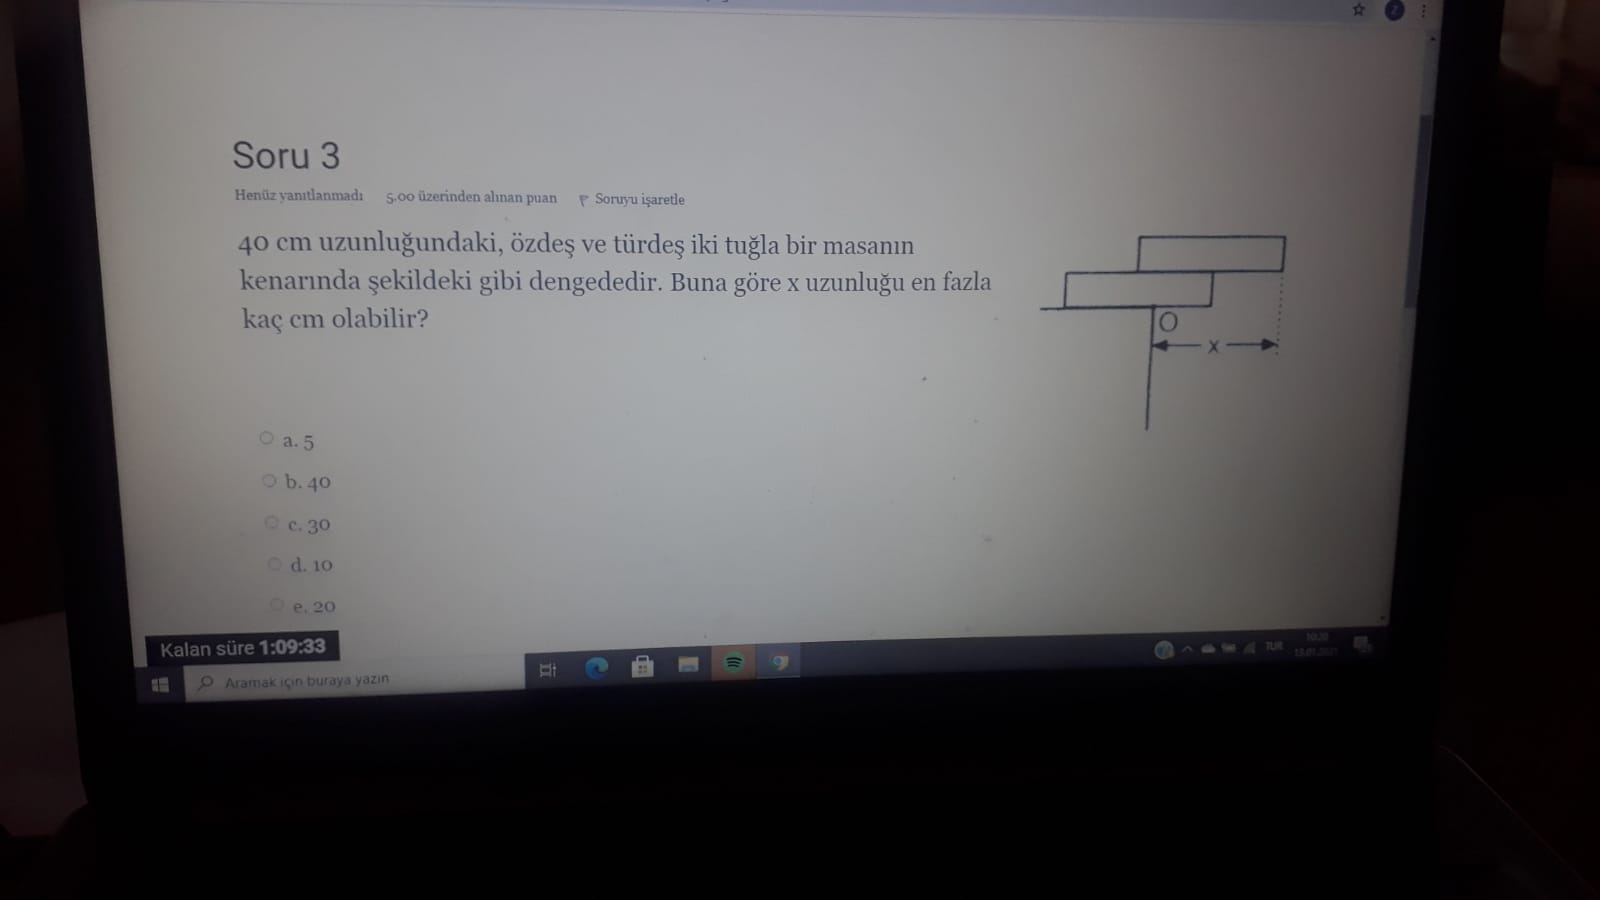 Soru 3
Henüz yanıtlanmadı 5.00 üzerinden alınan puan Soruyu işaretle
40 cm uzunluğundaki, özdeş ve türdeş iki tuğla bir masanın
kenarında şekildeki gibi dengededir. Buna göre x uzunluğu en fazla
kaç cm olabilir?
O
x
a. 5
b. 40
c. 30
d. 10
e. 20
Kalan süre 1:09:33
Aramak için buraya yazın
TUR
10:20
Z